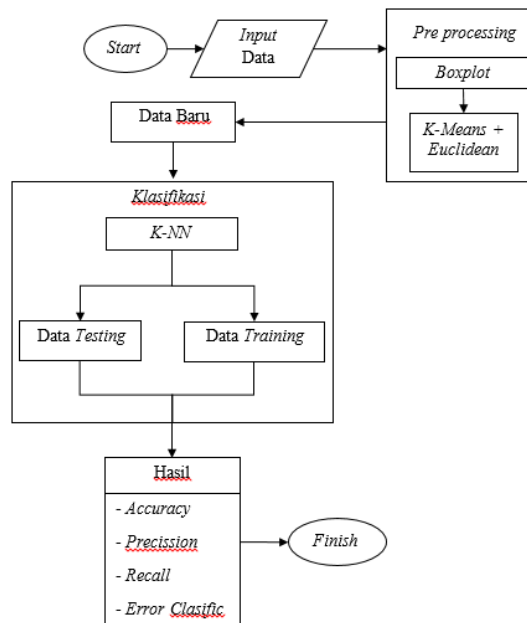 Start
Input
Data
Pre processing
Boxplot
K-Means +
Euclidean
Data Baru
Klasifikasi
K-NN
Data Testing
Data Training
Hasil
- Accuracy
- Precission
- Recall
- Error Clasific
Finish